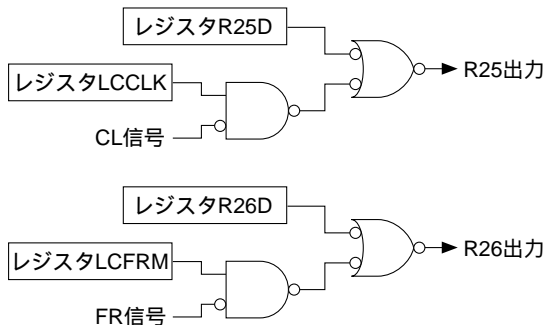 レジスタR25D
R25出力
レジスタLCCLK
CL信号
レジスタR26D
R26出力
レジスタLCFRM
FR信号